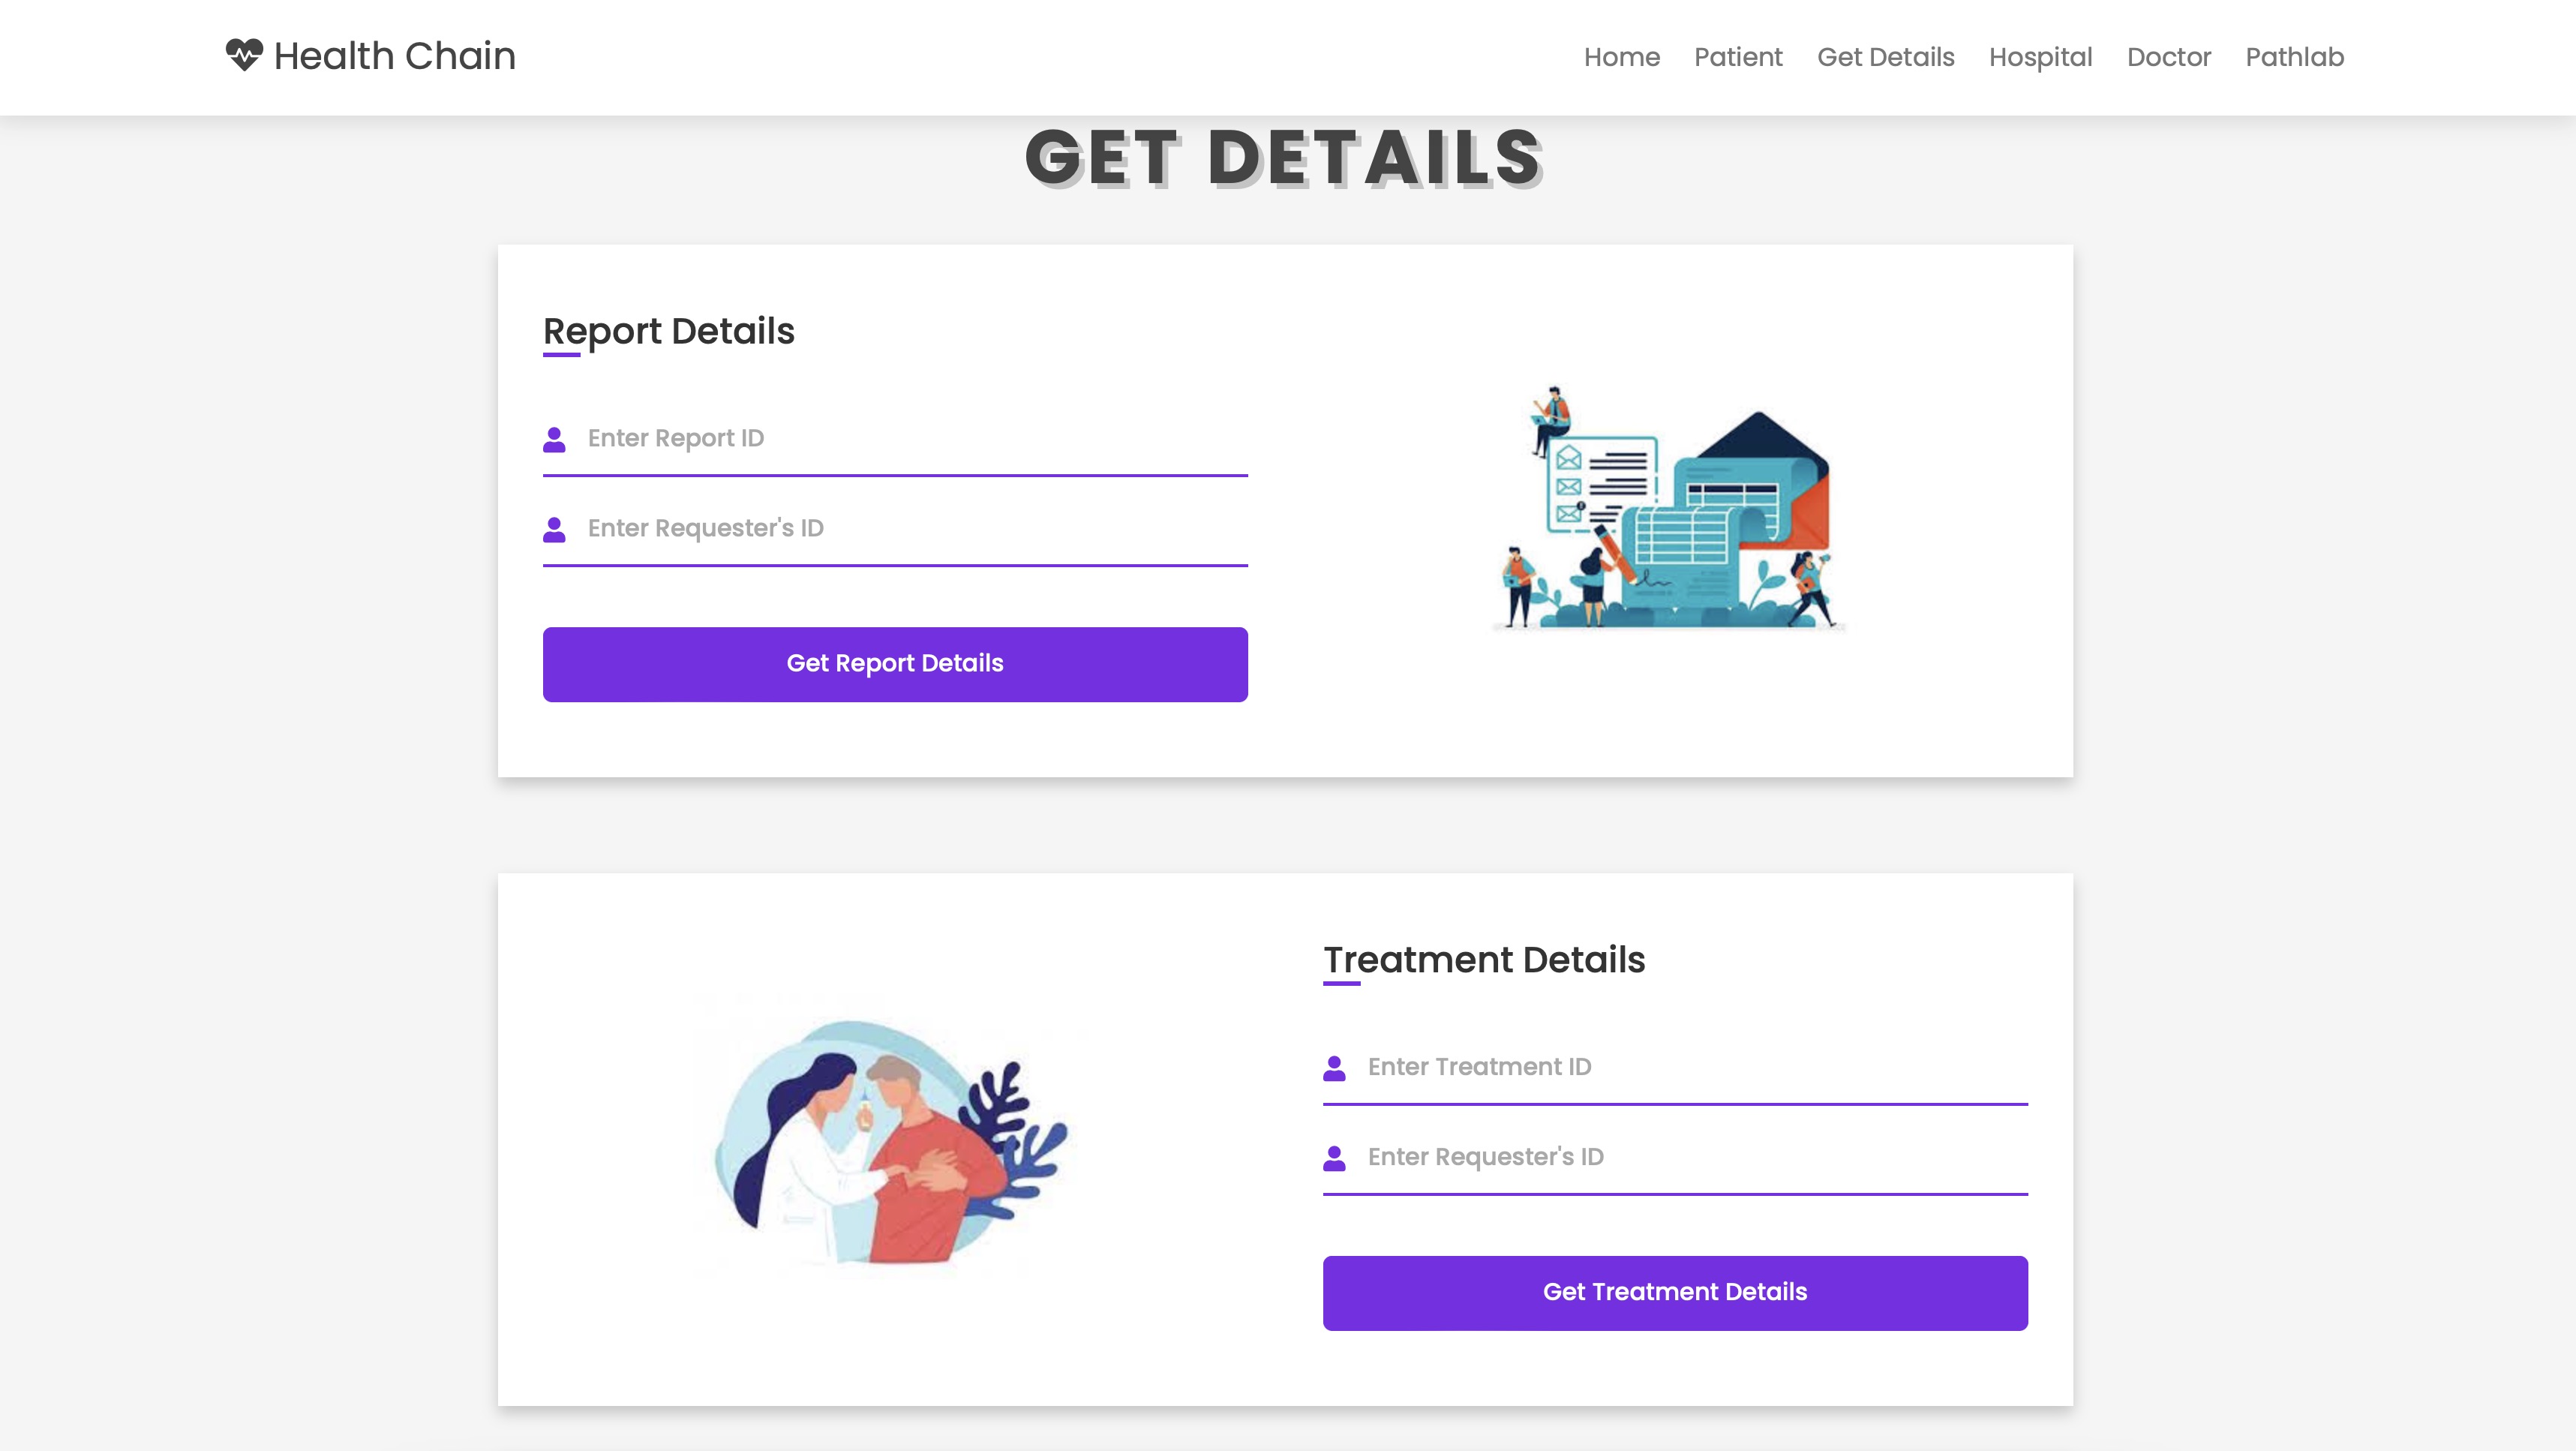 Health Chain
Home Patient Get Details Hospital Doctor Pathlab
GET DETAILS
Report Details
Enter Report ID
Enter Requester's ID
Get Report Details
Treatment Details
Enter Treatment ID
Enter Requester's ID
Get Treatment Details